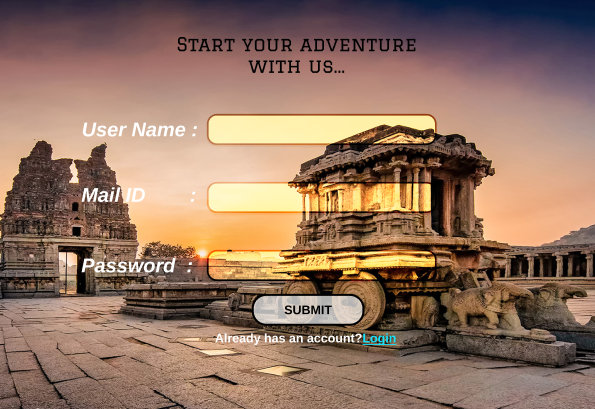 Start your adventure
with us...
User Name :
Mail ID :
Password :
SUBMIT
Already has an account?Login